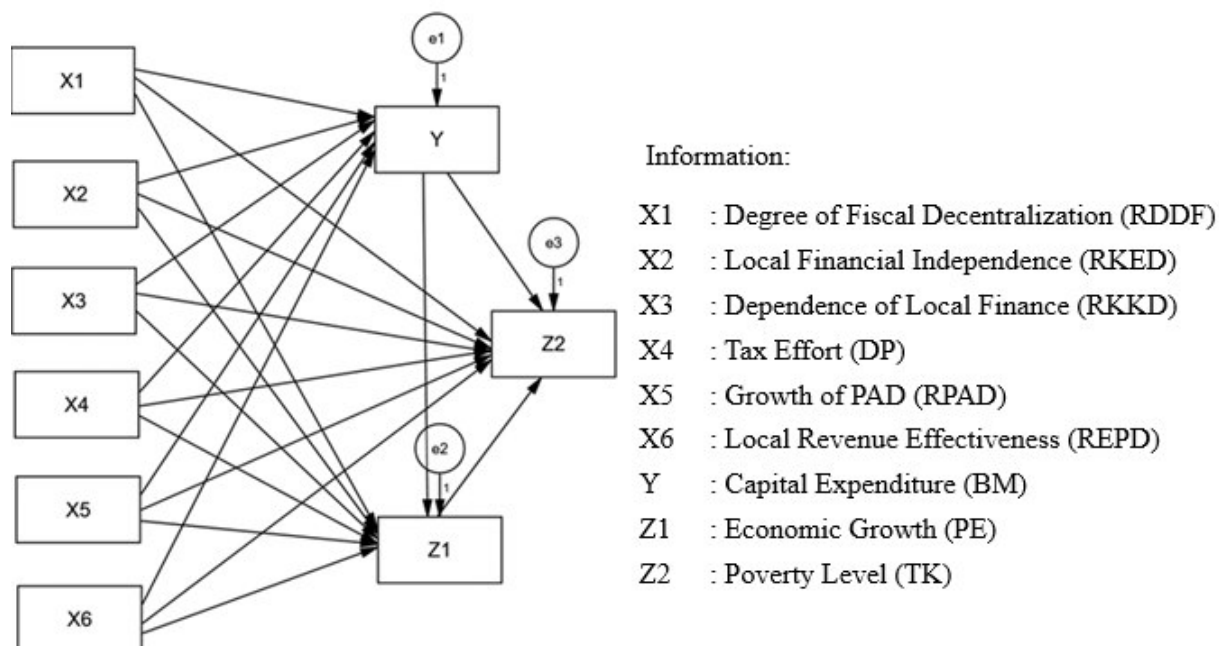 e1
1
X1
Y
X2
e3
1
X3
Z2
X4
e2
1
X5
Z1
X6
Information:
X1 : Degree of Fiscal Decentralization (RDDF)
X2 : Local Financial Independence (RKED)
X3 : Dependence of Local Finance (RKKD)
X4 : Tax Effort (DP)
X5 : Growth of PAD (RPAD)
X6 : Local Revenue Effectiveness (REPD)
Y : Capital Expenditure (BM)
Z1 : Economic Growth (PE)
Z2 : Poverty Level (TK)